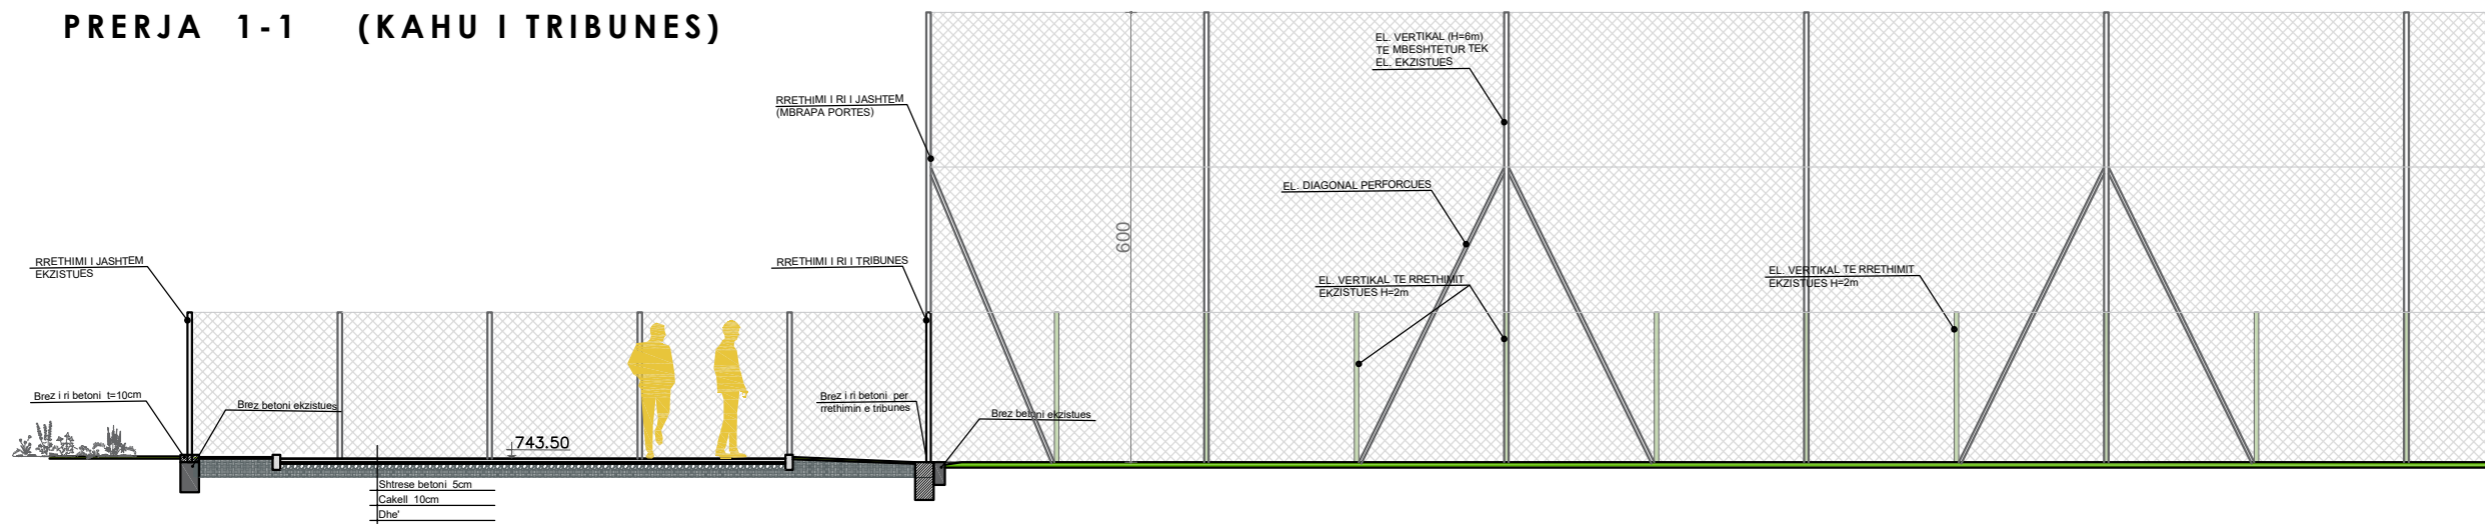 PRERJA 1-1 (KAHU I TRIBUNES)
EL. VERTIKAL (H=6m)
TE MBESHTETUR TEK
EL. EKZISTUES
RRETHIMI I RI I JASHTEM
(MBRAPA PORTES)
EL. DIAGONAL PERFORCUES
600
RRETHIMI I JASHTEM
EKZISTUES
RRETHIMI I RI I TRIBUNES
EL. VERTIKAL TE RRETHIMIT
EKZISTUES H=2m
EL. VERTIKAL TE RRETHIMIT
EKZISTUES H=2m
Brez i ri betoni t=10cm
Brez betoni ekzistues
Brez i ri betoni per
rrethimin e tribunes
Brez betoni ekzistues
743.50
Shtrese betoni 5cm
Cakell 10cm
Dhe'